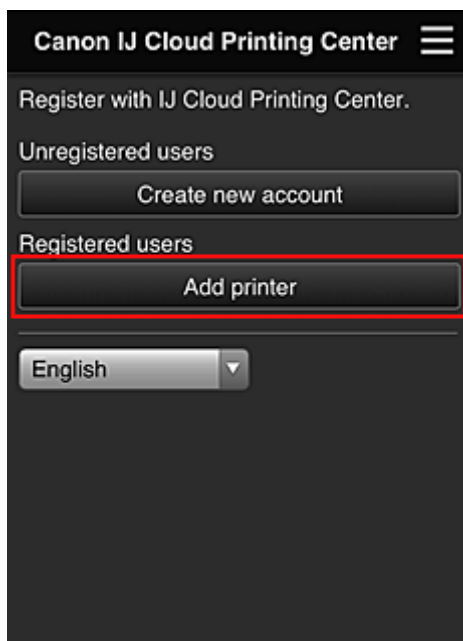 Canon IJ Cloud Printing Center
Register with IJ Cloud Printing Center.
Unregistered users
Create new account
Registered users
Add printer
English